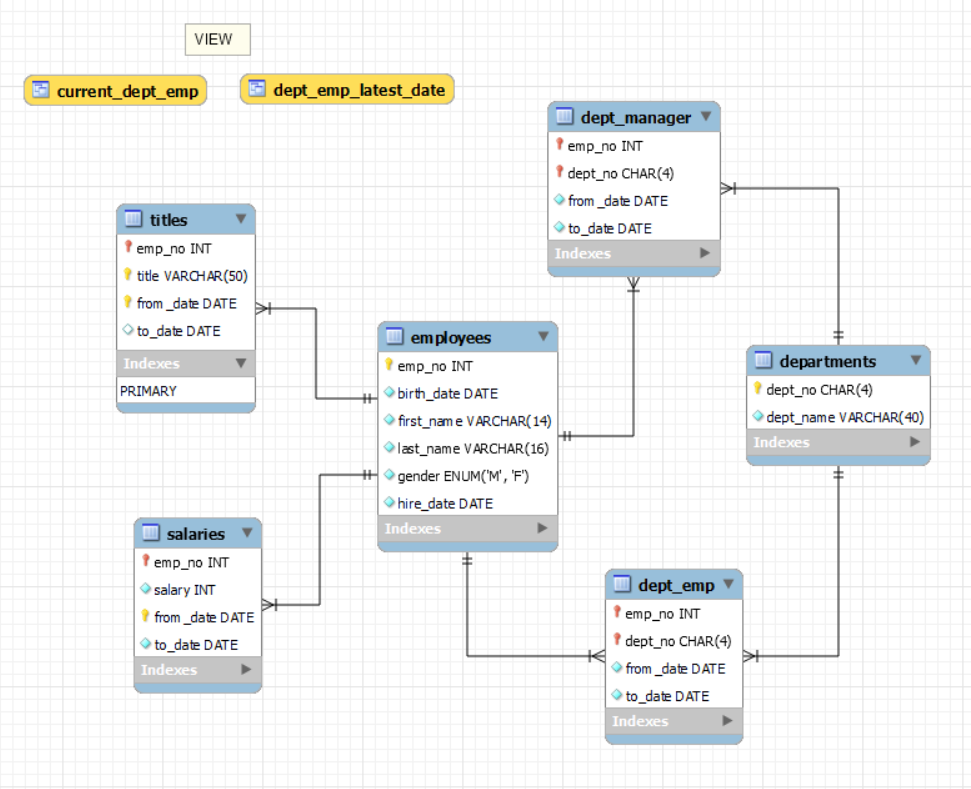 VIEW
current_dept_emp
dept_emp_latest_date
dept_manager
emp_no INT
dept_no CHAR(4)
from_date DATE
to_date DATE
Indexes
titles
emp_no INT
title VARCHAR(50)
from_date DATE
to_date DATE
Indexes
PRIMARY
employees
emp_no INT
birth_date DATE
first_name VARCHAR(14)
last_name VARCHAR(16)
gender ENUM('M', 'F')
hire_date DATE
Indexes
departments
dept_no CHAR(4)
dept_name VARCHAR(40)
Indexes
salaries
emp_no INT
salary INT
from_date DATE
to_date DATE
Indexes
dept_emp
emp_no INT
dept_no CHAR(4)
from_date DATE
to_date DATE
Indexes